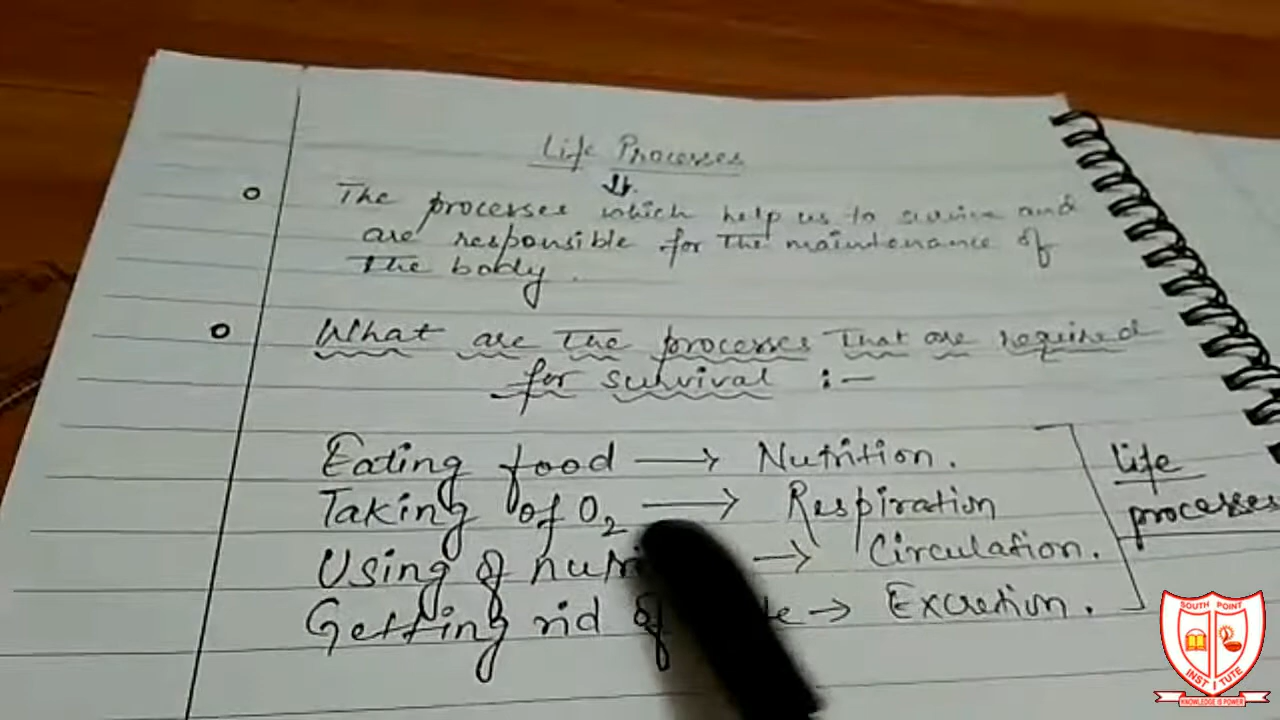 Life Processes
The processes which help us to survive and
are responsible for the maintenance of
the body.
What are the processes that are required
for survival :-
Eating food → Nutrition.
Taking of O2 → Respiration
Using of → Circulation.
Getting rid of → Excretion.
life
processes
SOUTH POINT
INSTITUTE
KNOWLEDGE IS POWER